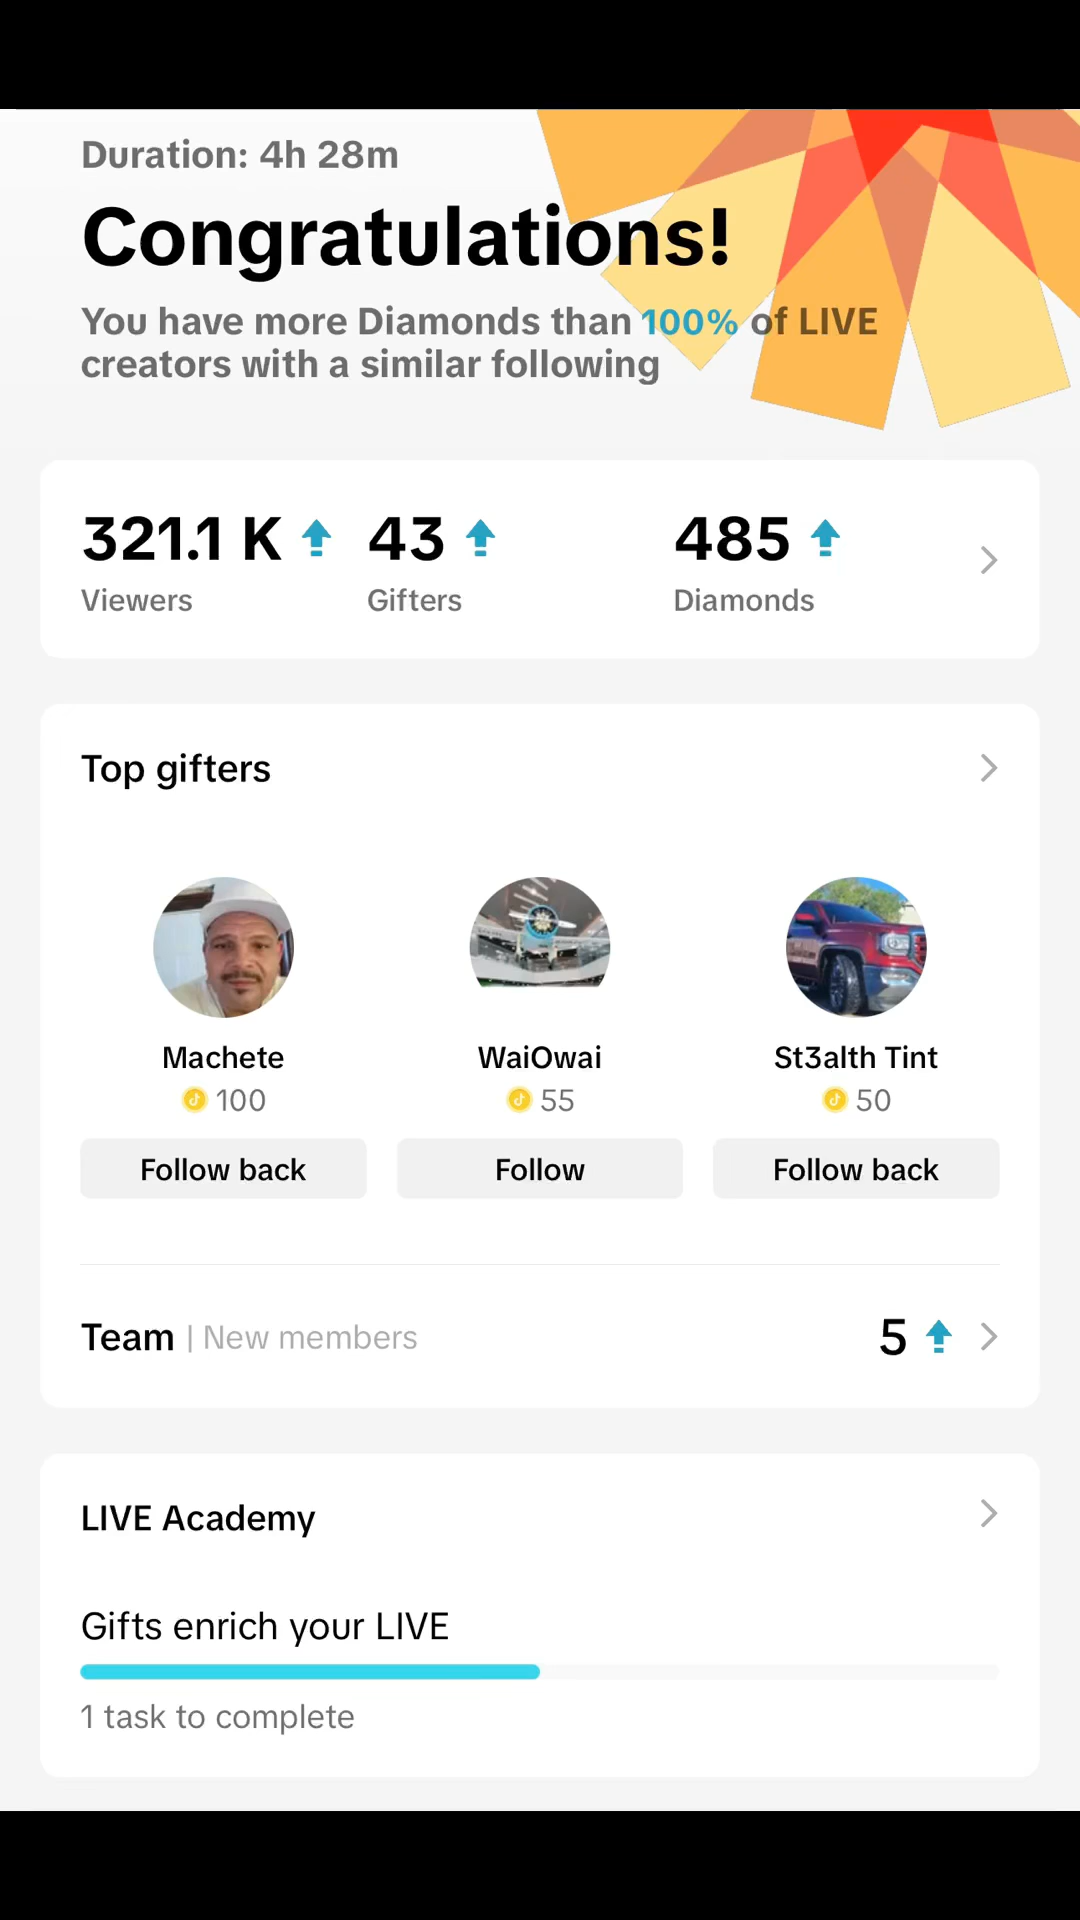 Duration: 4h 28m
Congratulations!
You have more Diamonds than 100% of LIVE
creators with a similar following
321.1 K 43 485
Viewers Gifters Diamonds
Top gifters
Machete WaiOwai St3alth Tint
100 55 50
Follow back Follow Follow back
Team | New members 5
LIVE Academy
Gifts enrich your LIVE
1 task to complete